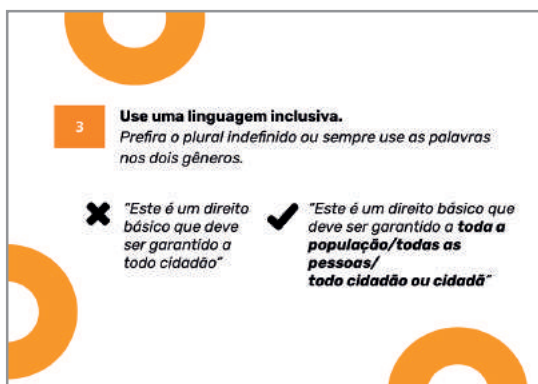 3
Use uma linguagem inclusiva.
Prefira o plural indefinido ou sempre use as palavras
nos dois gêneros.
"Este é um direito
básico que deve
ser garantido a
todo cidadão"
"Este é um direito básico que
deve ser garantido a toda a
população/todas as
pessoas/
todo cidadão ou cidadã"